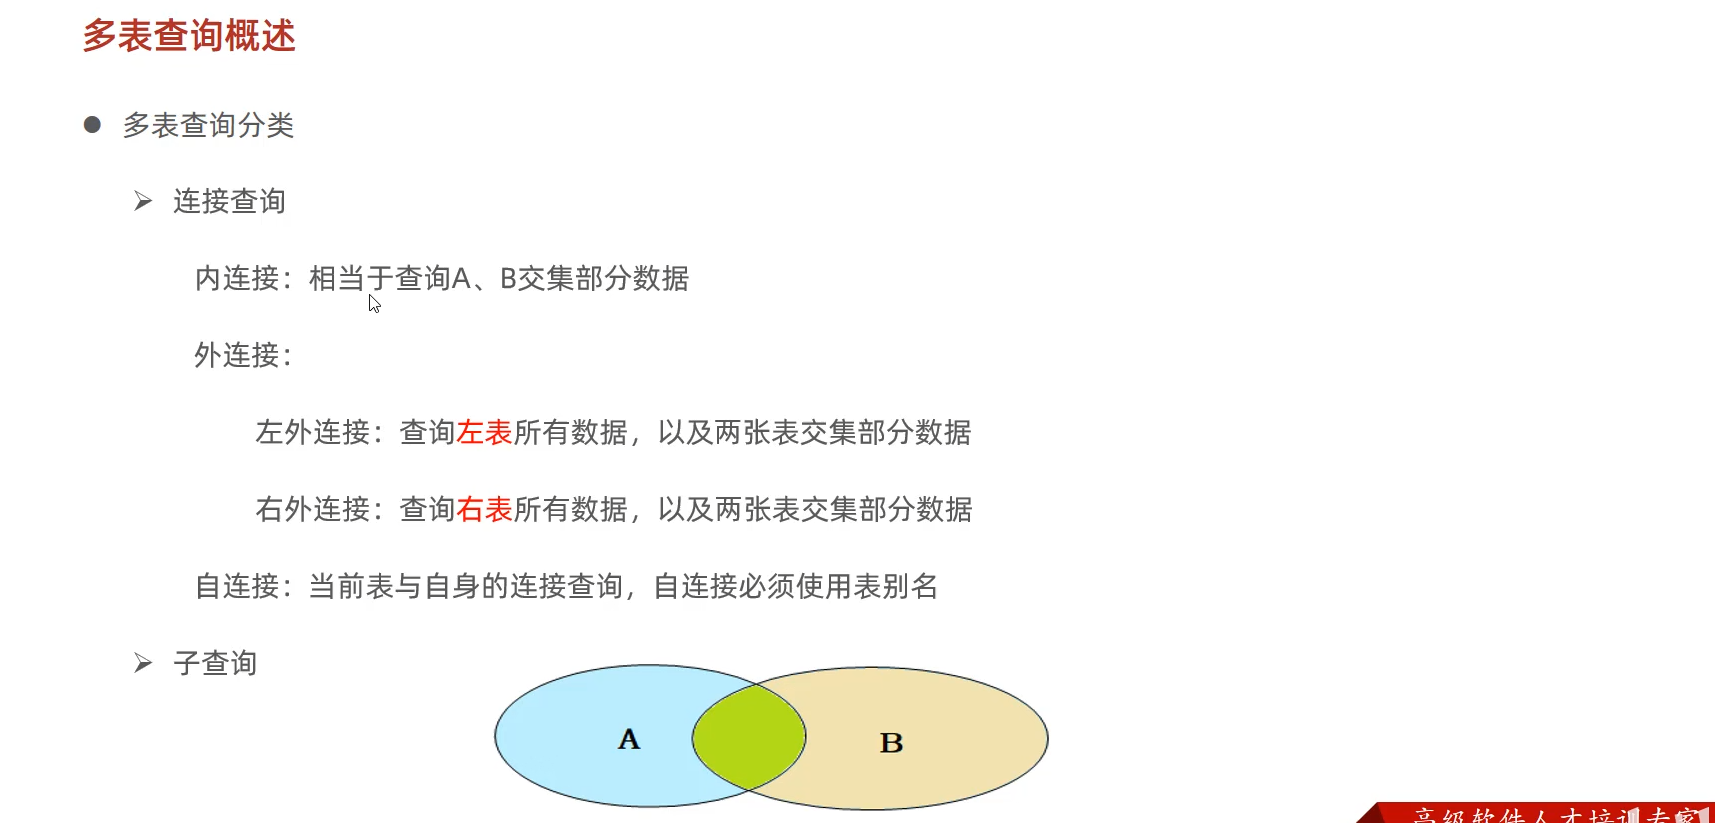 多表查询概述
多表查询分类
连接查询
内连接：相当于查询A、B交集部分数据
外连接：
左外连接：查询左表所有数据，以及两张表交集部分数据
右外连接：查询右表所有数据，以及两张表交集部分数据
自连接：当前表与自身的连接查询，自连接必须使用表别名
子查询
A
B
高级软件人才培训专家